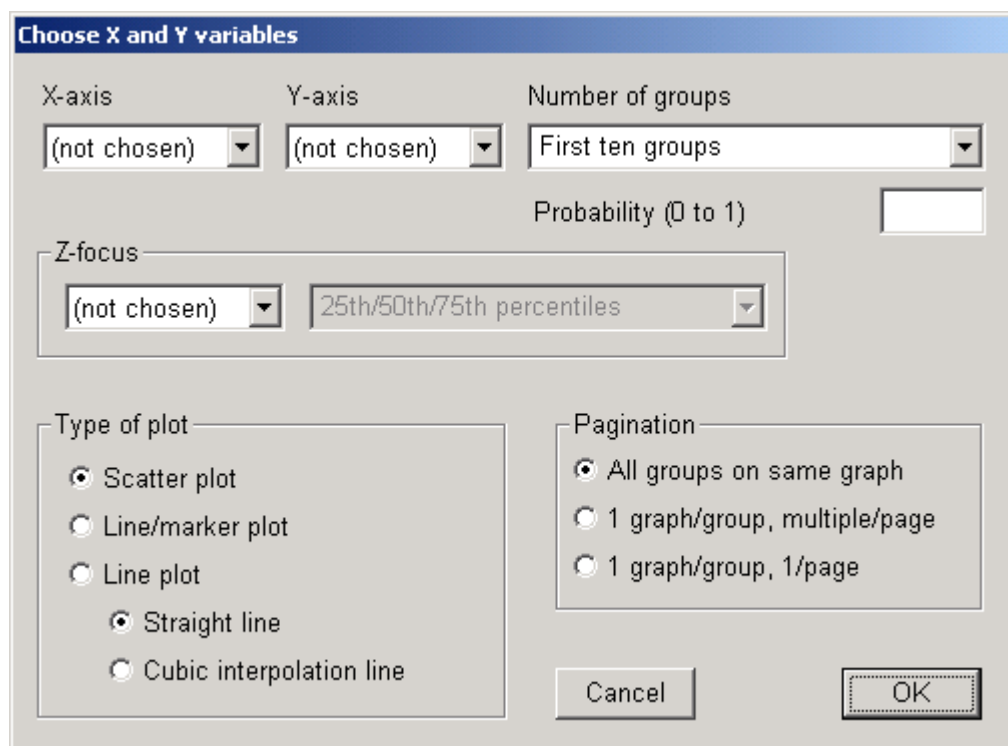 Choose X and Y variables
X-axis
Y-axis
Number of groups
(not chosen)
(not chosen)
First ten groups
Probability (0 to 1)
Z-focus
(not chosen)
25th/50th/75th percentiles
Type of plot
Scatter plot
Line/marker plot
Line plot
Straight line
Cubic interpolation line
Pagination
All groups on same graph
1 graph/group, multiple/page
1 graph/group, 1/page
Cancel
OK